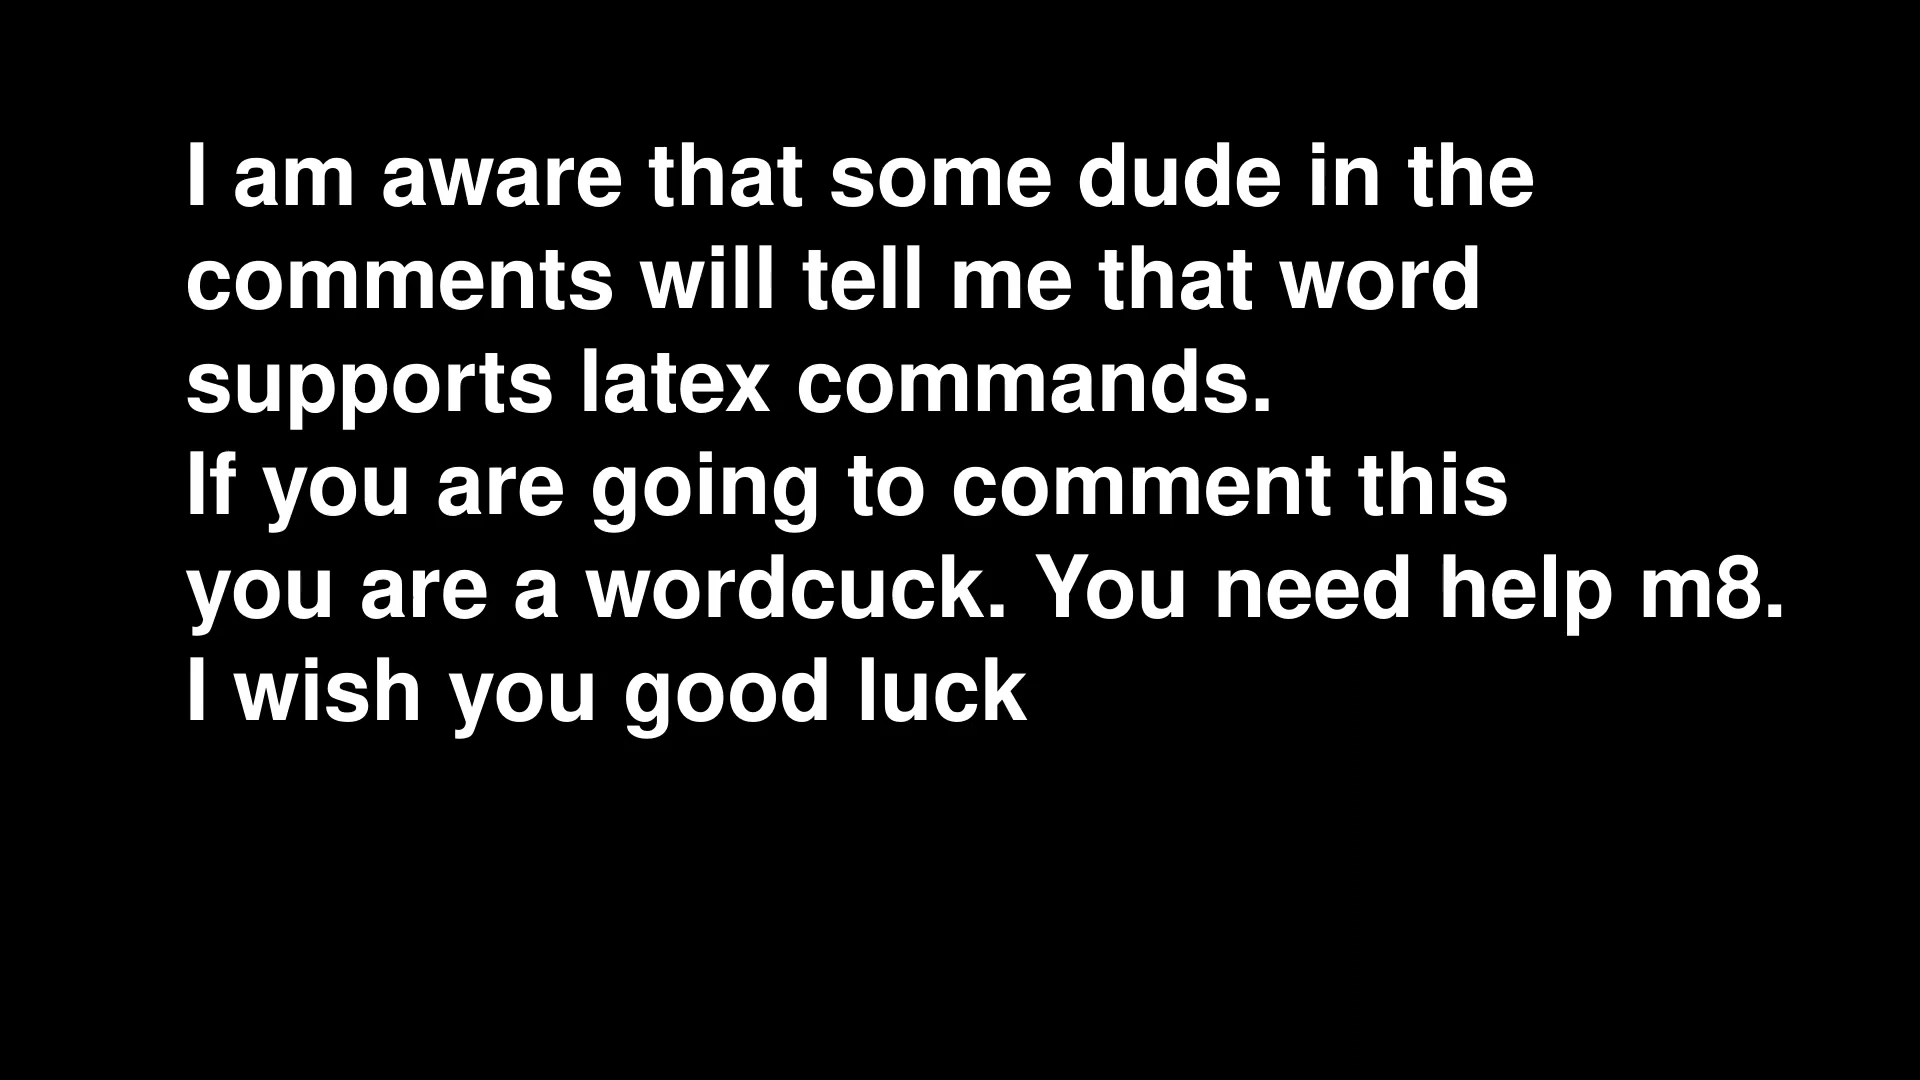 I am aware that some dude in the
comments will tell me that word
supports latex commands.
If you are going to comment this
you are a wordcuck. You need help m8.
I wish you good luck